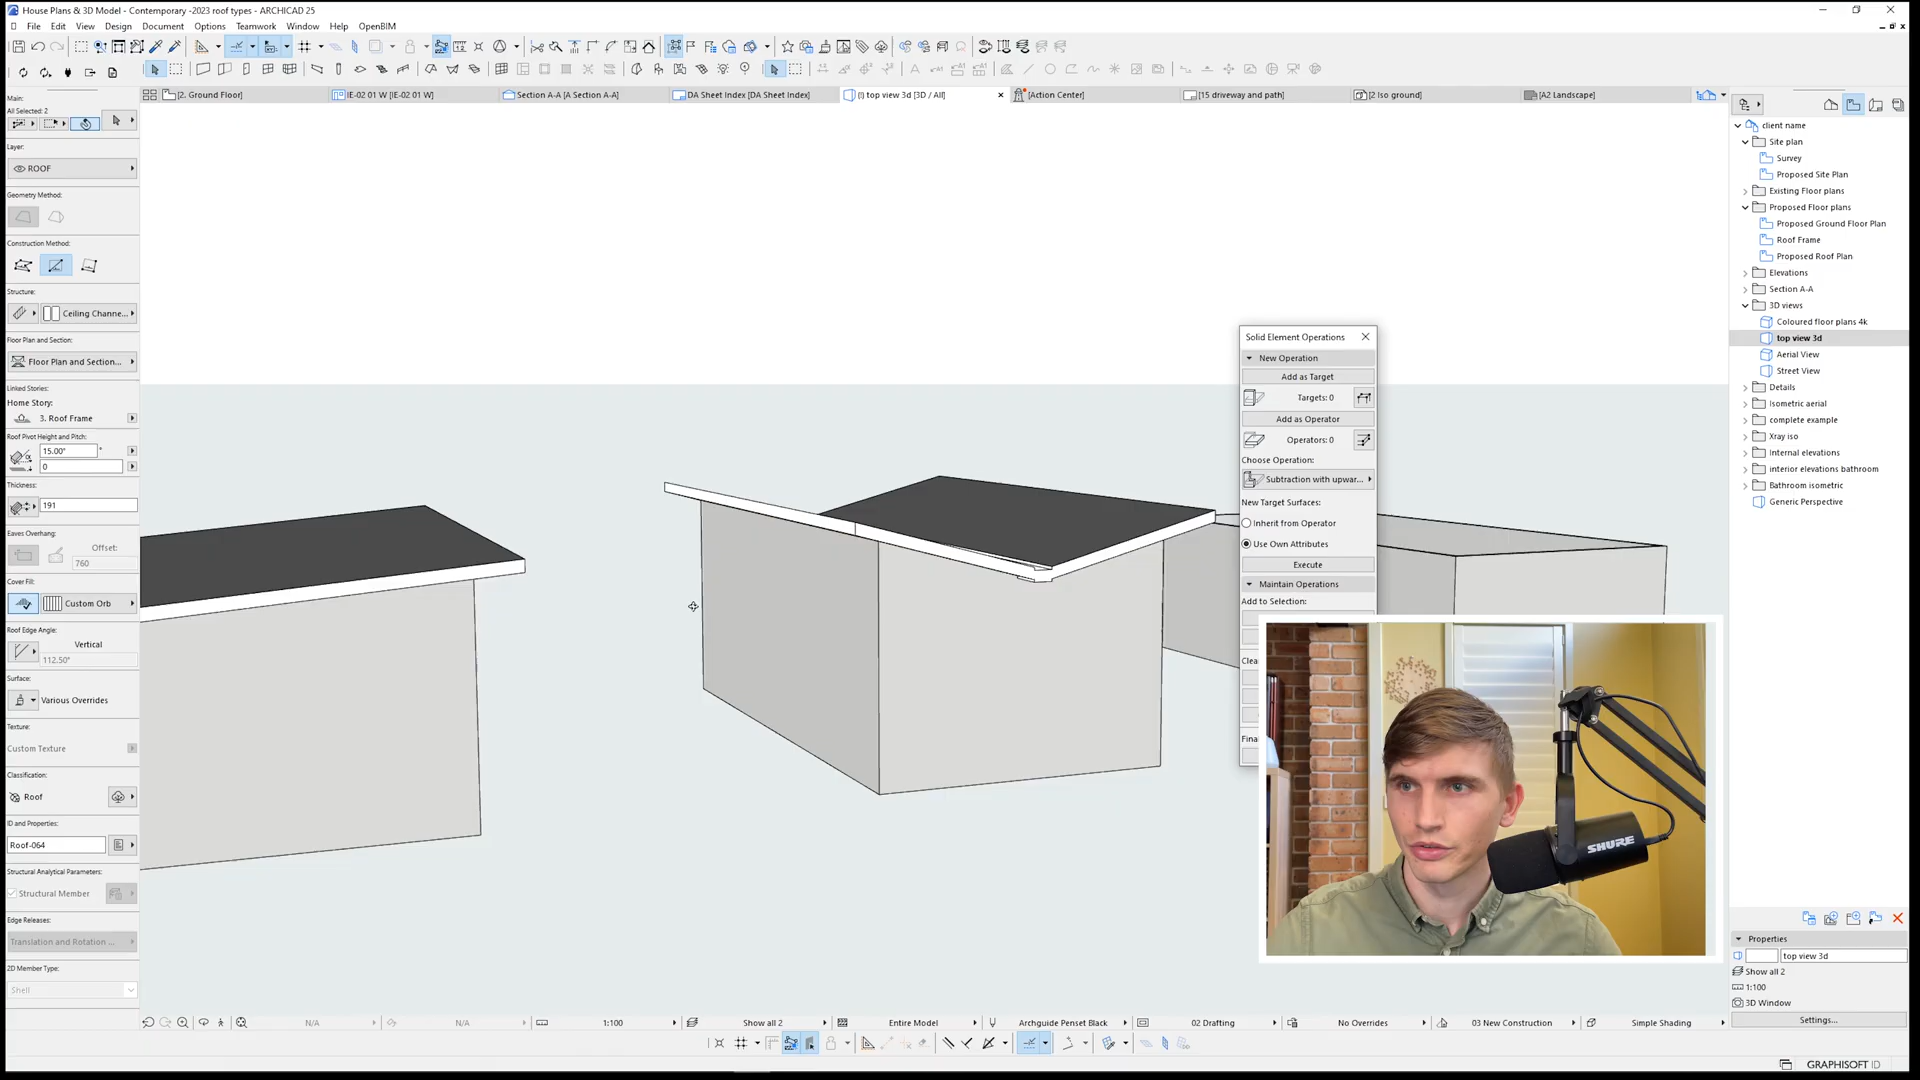 House Plans & 3D Model - Contemporary -2023 roof types - ARCHICAD 25
File Edit View Design Document Options Teamwork Window Help OpenBIM
[2. Ground Floor]
IE-02 01 W [IE-02 01 W]
Section A-A [A Section A-A]
DA Sheet Index [DA Sheet Index]
(!) top view 3d [3D / All]
[Action Center]
[15 driveway and path]
[2 Iso ground]
[A2 Landscape]
Main:
All Selected: 2
Layer:
ROOF
Geometry Method:
Construction Method:
Structure:
Ceiling Channe...
Floor Plan and Section:
Floor Plan and Section...
Linked Stories:
Home Story:
3. Roof Frame
Roof Pivot Height and Pitch:
15.00°
0
Thickness:
191
Eaves Overhang:
Offset:
760
Cover Fill:
Custom Orb
Roof Edge Angle:
Vertical
112.50°
Surface:
Various Overrides
Texture:
Custom Texture
Classification:
Roof
ID and Properties:
Roof-064
Structural Analytical Parameters:
Structural Member
Edge Releases:
Translation and Rotation ...
2D Member Type:
Shell
Solid Element Operations
New Operation
Add as Target
Targets: 0
Add as Operator
Operators: 0
Choose Operation:
Subtraction with upwar...
New Target Surfaces:
Inherit from Operator
Use Own Attributes
Execute
Maintain Operations
Add to Selection:
Clea
Fina
SHURE
client name
Site plan
Survey
Proposed Site Plan
Existing Floor plans
Proposed Floor plans
Proposed Ground Floor Plan
Roof Frame
Proposed Roof Plan
Elevations
Section A-A
3D views
Coloured floor plans 4k
top view 3d
Aerial View
Street View
Details
Isometric aerial
complete example
Xray iso
Internal elevations
interior elevations bathroom
Bathroom isometric
Generic Perspective
Properties
top view 3d
Show all 2
1:100
3D Window
Settings...
N/A
N/A
1:100
Show all 2
Entire Model
Archguide Penset Black
02 Drafting
No Overrides
03 New Construction
Simple Shading
GRAPHISOFT ID